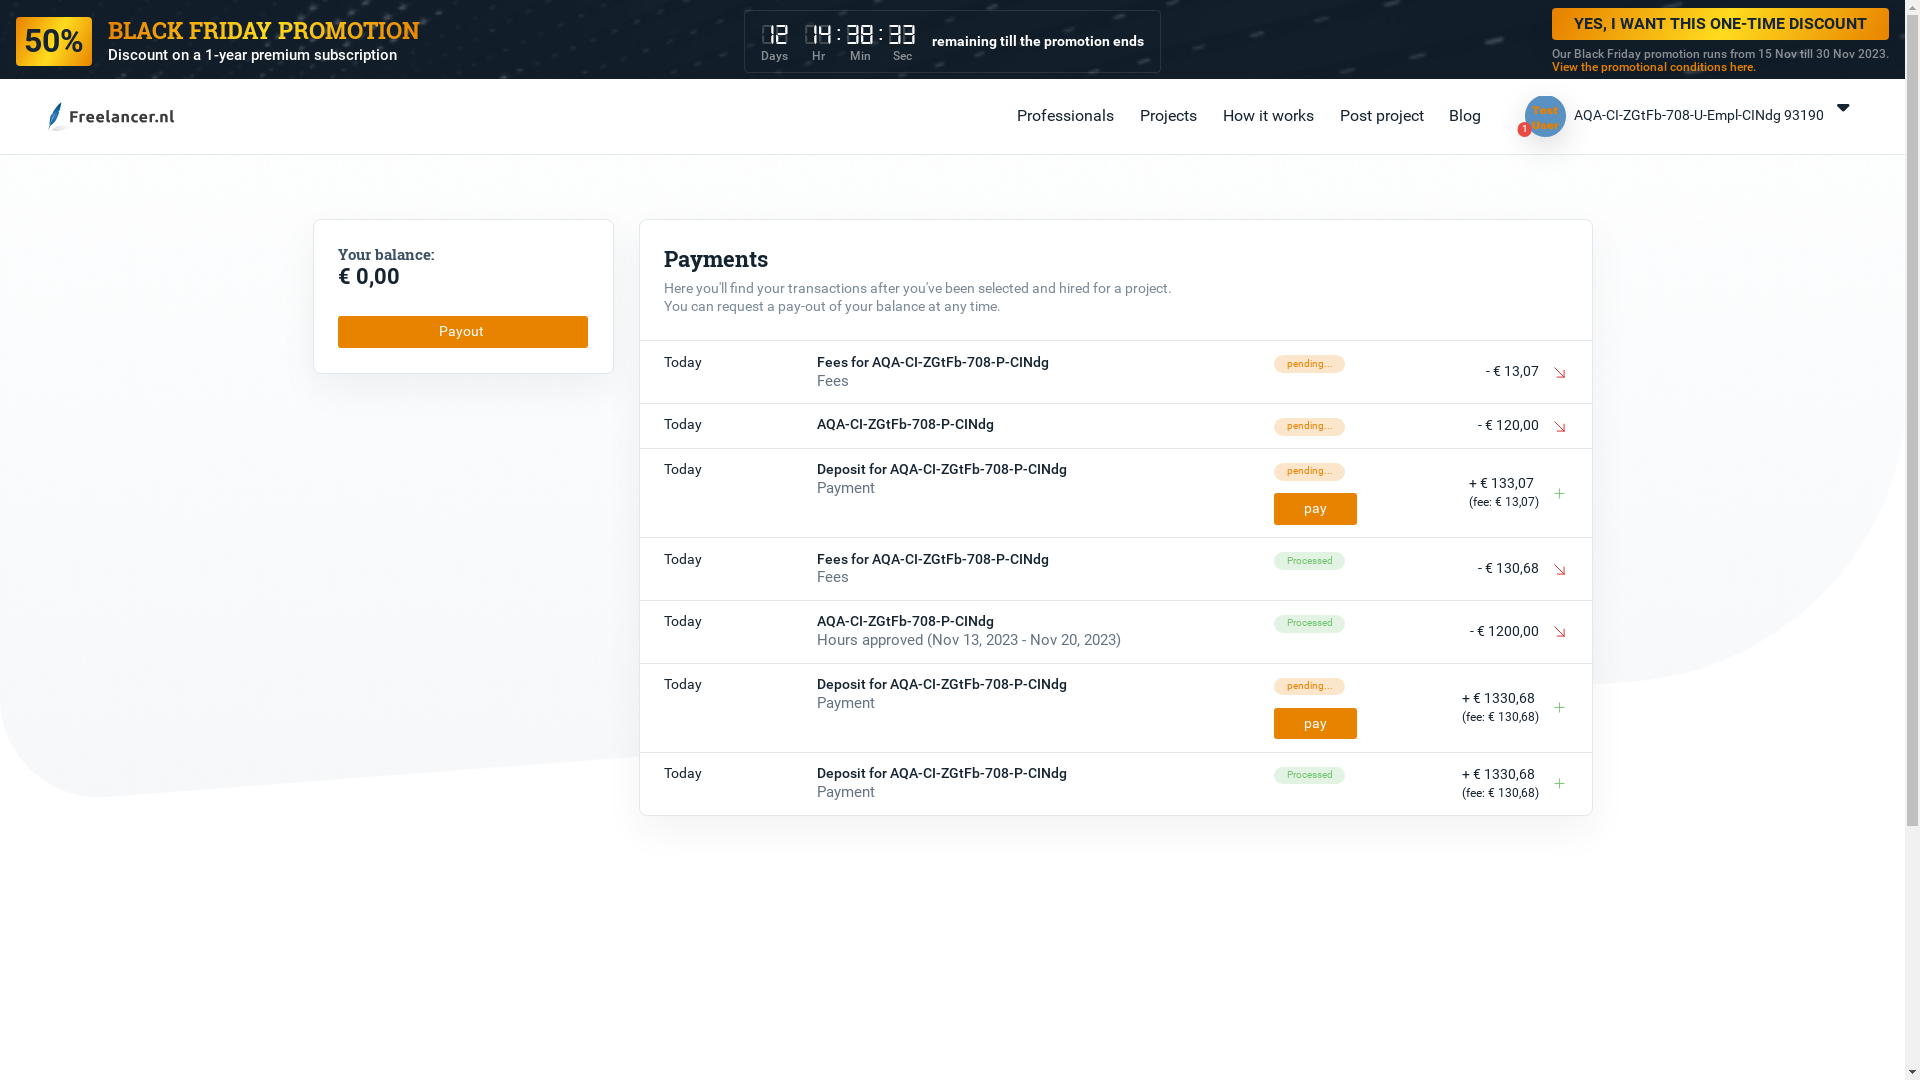 50%
BLACK FRIDAY PROMOTION
Discount on a 1-year premium subscription
12 14 : 38 : 33
Days Hr Min Sec
remaining till the promotion ends
YES, I WANT THIS ONE-TIME DISCOUNT
Our Black Friday promotion runs from 15 Nov till 30 Nov 2023.
View the promotional conditions here.
Freelancer.nl
Professionals Projects How it works Post project Blog
Test User
1
AQA-CI-ZGtFb-708-U-Empl-CINdg 93190
Your balance:
€ 0,00
Payout
Payments
Here you'll find your transactions after you've been selected and hired for a project.
You can request a pay-out of your balance at any time.
Today Fees for AQA-CI-ZGtFb-708-P-CINdg pending... - € 13,07
Fees
Today AQA-CI-ZGtFb-708-P-CINdg pending... - € 120,00
Today Deposit for AQA-CI-ZGtFb-708-P-CINdg pending... + € 133,07
Payment pay (fee: € 13,07)
Today Fees for AQA-CI-ZGtFb-708-P-CINdg Processed - € 130,68
Fees
Today AQA-CI-ZGtFb-708-P-CINdg Processed - € 1200,00
Hours approved (Nov 13, 2023 - Nov 20, 2023)
Today Deposit for AQA-CI-ZGtFb-708-P-CINdg pending... + € 1330,68
Payment pay (fee: € 130,68)
Today Deposit for AQA-CI-ZGtFb-708-P-CINdg Processed + € 1330,68
Payment (fee: € 130,68)